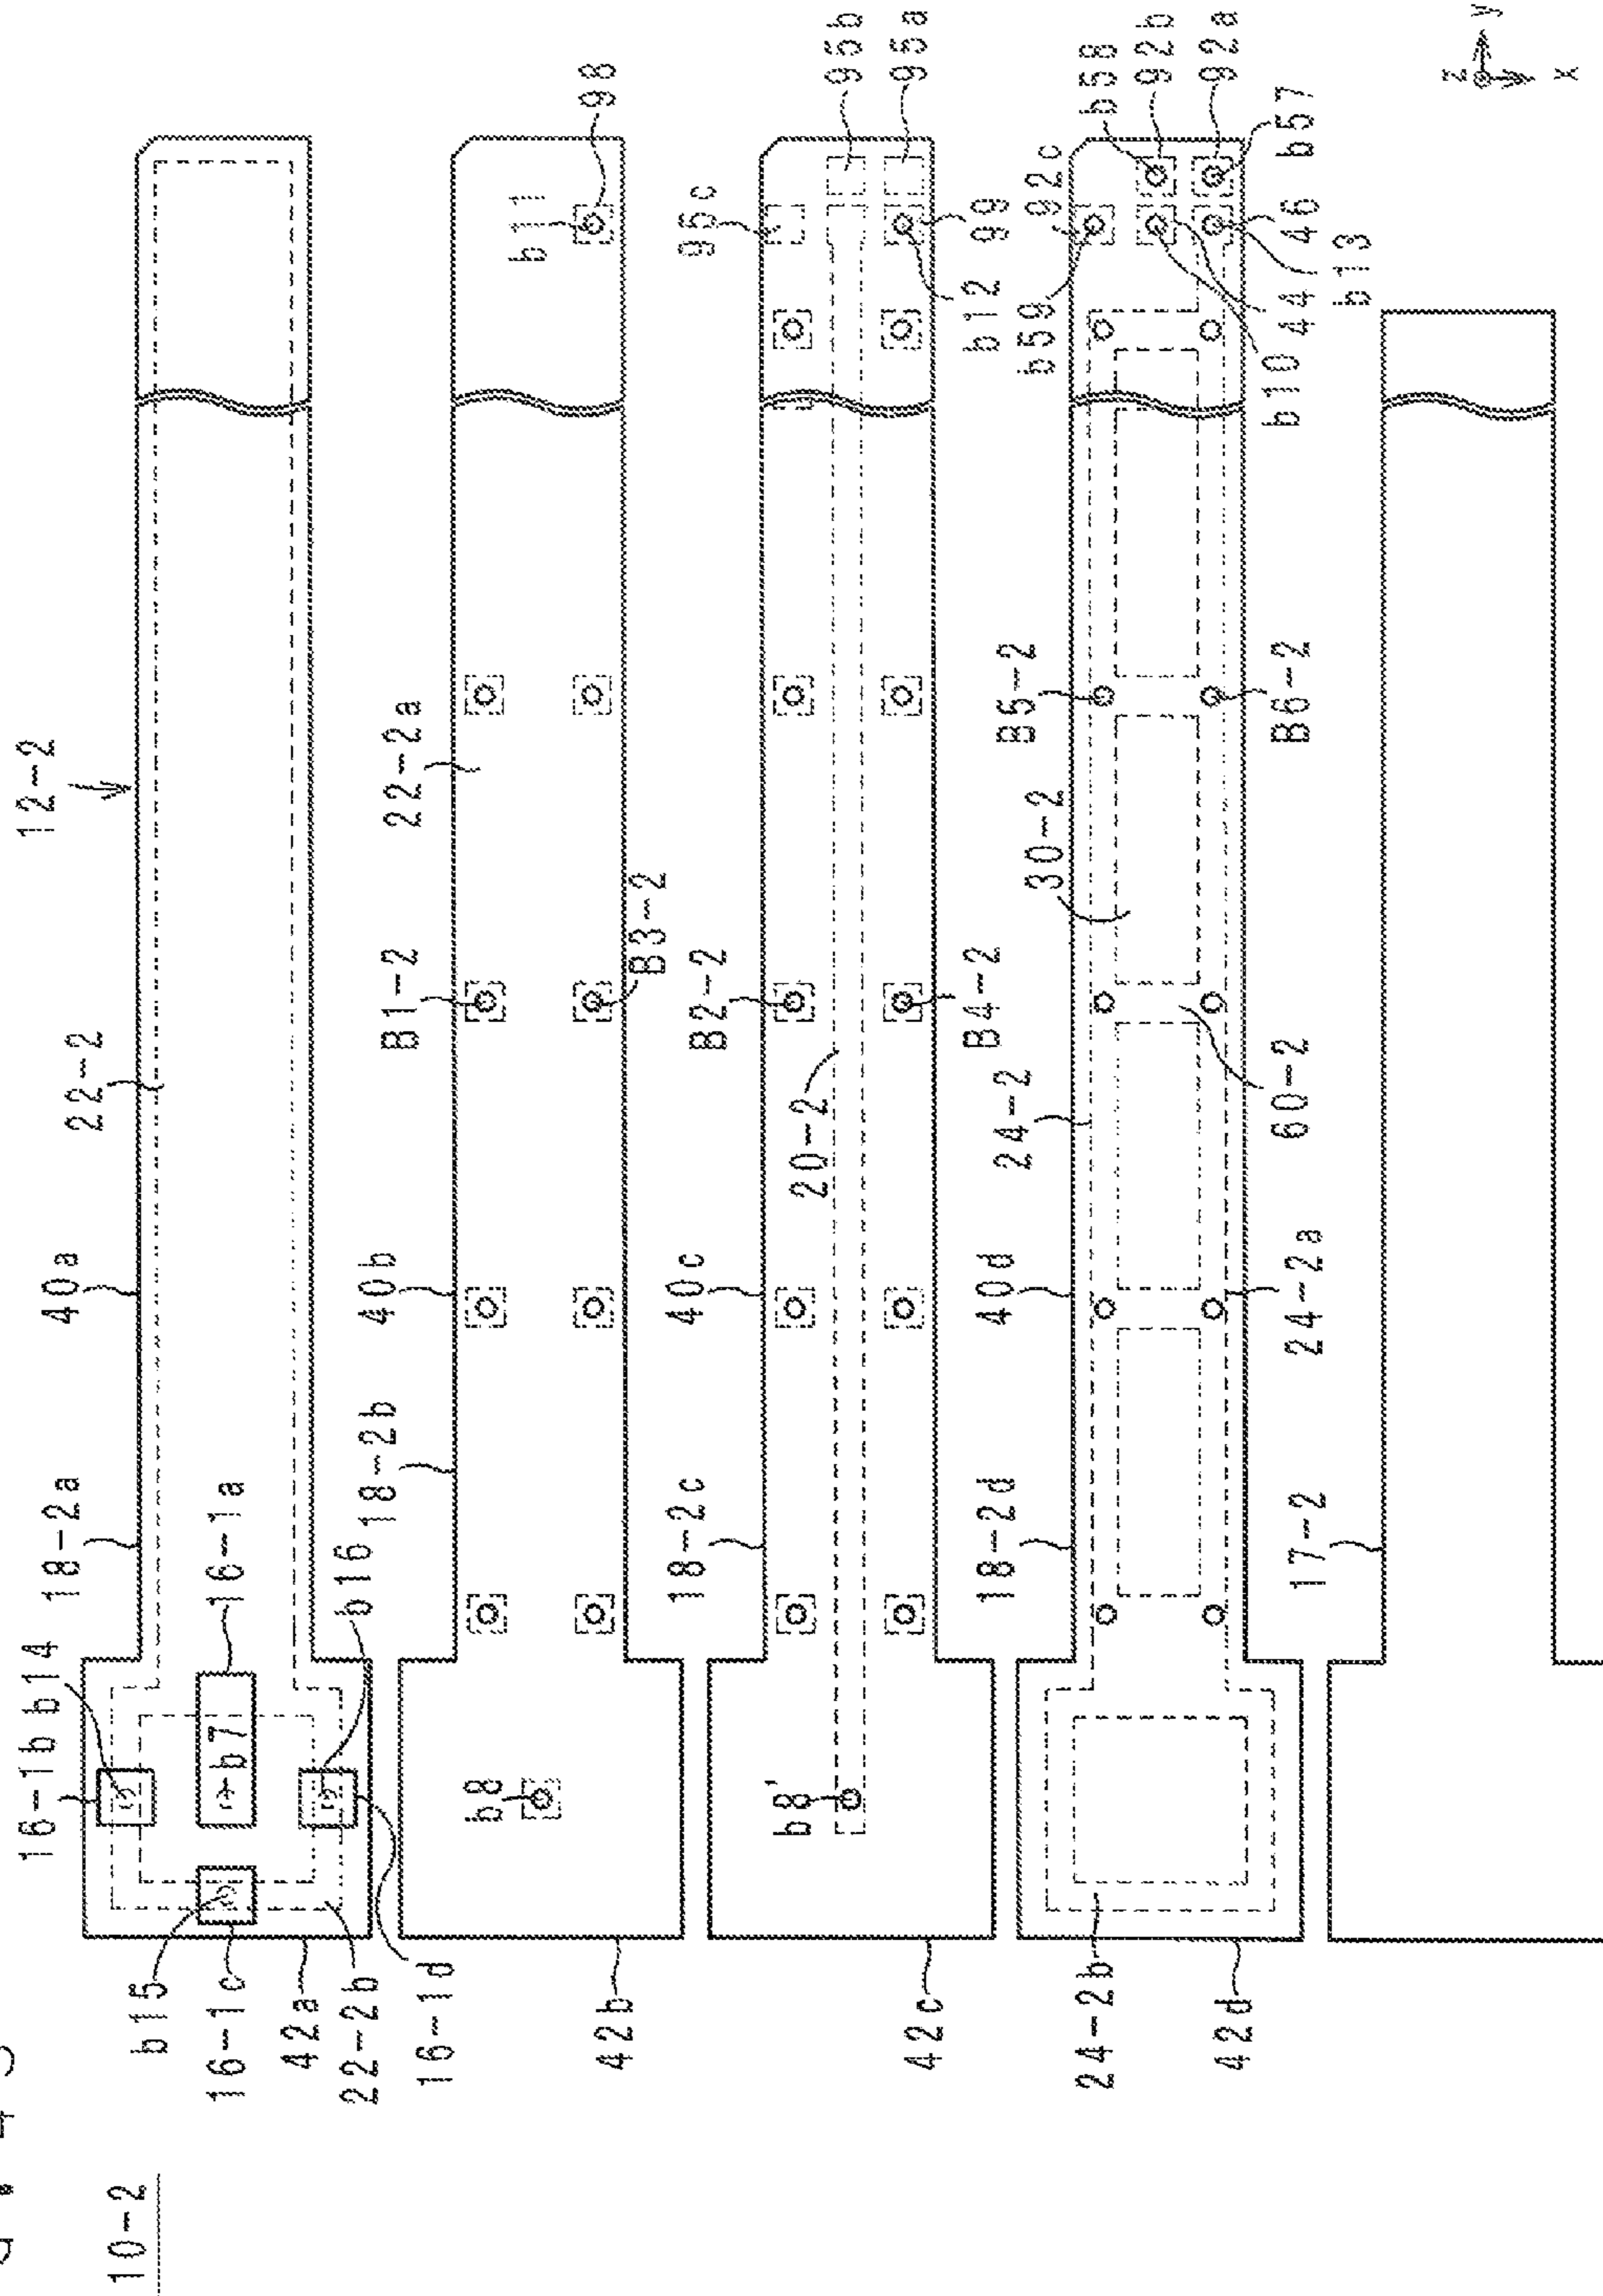 10-2
12-2
18-2a
40a
22-2
16-1b
b14
16-1a
b7
b16
b15
16-1c
42a
22-2b
16-1d
18-2b
40b
B1-2
22-2a
B3-2
b11
98
b8
42b
18-2c
40c
20-2
B2-2
B4-2
95c
95b
95a
99
b12
b8'
42c
18-2d
40d
24-2
30-2
B5-2
b59
92c
b58
92b
92a
b57
46
b13
44
b10
B6-2
60-2
24-2a
24-2b
42d
17-2
z
y
x